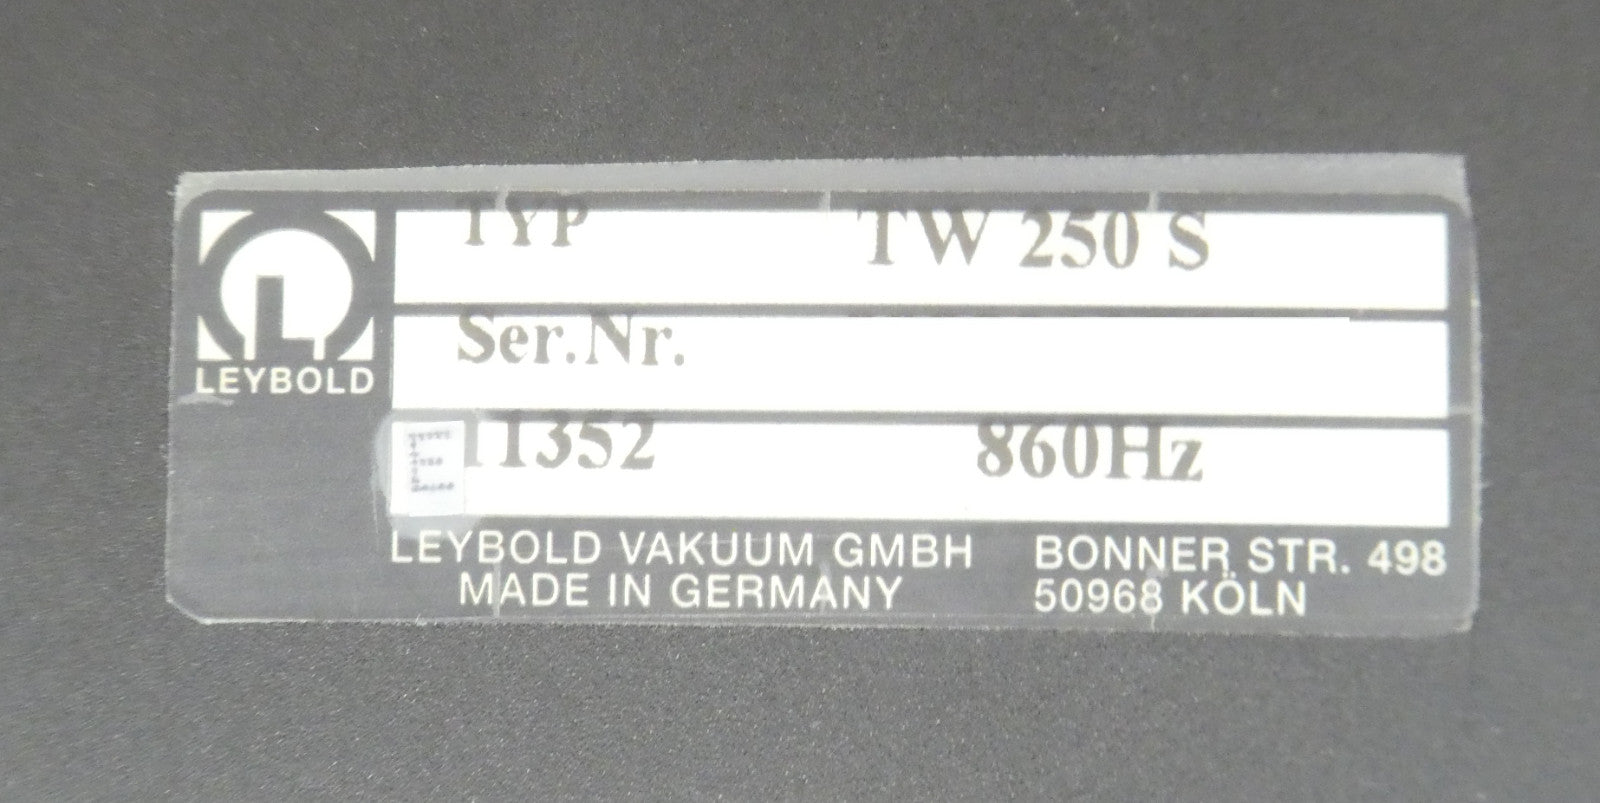 TYP TW 250 S
Ser.Nr.
LEYBOLD
11352 860Hz
LEYBOLD VAKUUM GMBH BONNER STR. 498
MADE IN GERMANY 50968 KÖLN